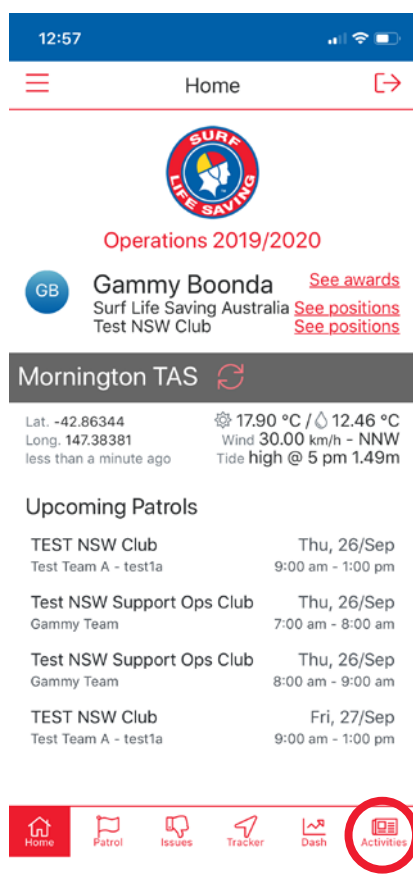 12:57
Home
SURF
LIFE SAVING
Operations 2019/2020
GB
Gammy Boonda See awards
Surf Life Saving Australia See positions
Test NSW Club See positions
Mornington TAS
Lat. -42.86344 17.90 °C / 12.46 °C
Long. 147.38381 Wind 30.00 km/h - NNW
less than a minute ago Tide high @ 5 pm 1.49m
Upcoming Patrols
TEST NSW Club Thu, 26/Sep
Test Team A - test1a 9:00 am - 1:00 pm
Test NSW Support Ops Club Thu, 26/Sep
Gammy Team 7:00 am - 8:00 am
Test NSW Support Ops Club Thu, 26/Sep
Gammy Team 8:00 am - 9:00 am
TEST NSW Club Fri, 27/Sep
Test Team A - test1a 9:00 am - 1:00 pm
Home Patrol Issues Tracker Dash Activities